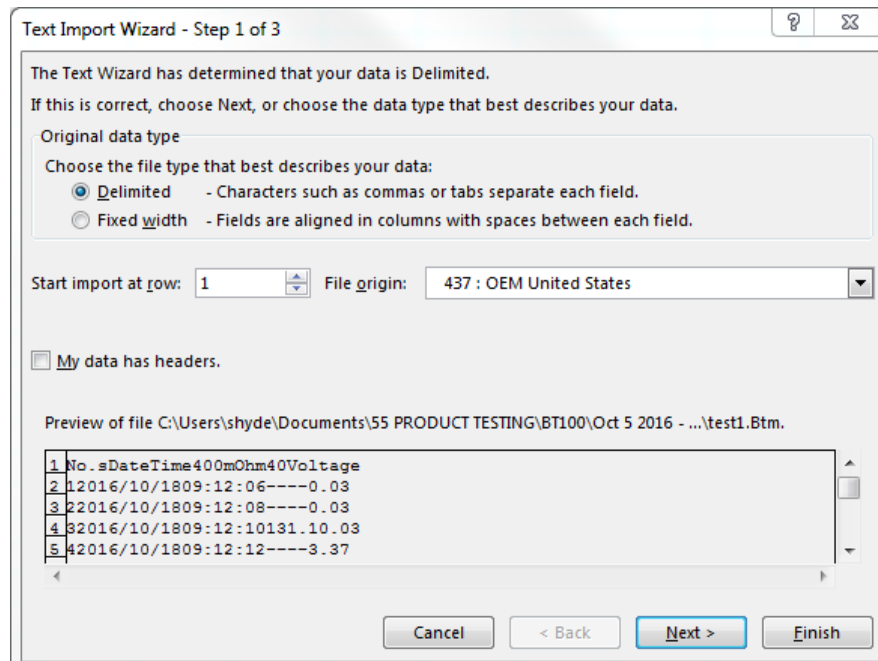 Text Import Wizard - Step 1 of 3
The Text Wizard has determined that your data is Delimited.
If this is correct, choose Next, or choose the data type that best describes your data.
Original data type
Choose the file type that best describes your data:
Delimited - Characters such as commas or tabs separate each field.
Fixed width - Fields are aligned in columns with spaces between each field.
Start import at row: 1 File origin: 437 : OEM United States
My data has headers.
Preview of file C:\Users\shyde\Documents\55 PRODUCT TESTING\BT100\Oct 5 2016 - ...\test1.Btm.
1 No.sDateTime400mOhm40Voltage
2 12016/10/1809:12:06----0.03
3 22016/10/1809:12:08----0.03
4 32016/10/1809:12:10131.10.03
5 42016/10/1809:12:12----3.37
Cancel < Back Next > Finish